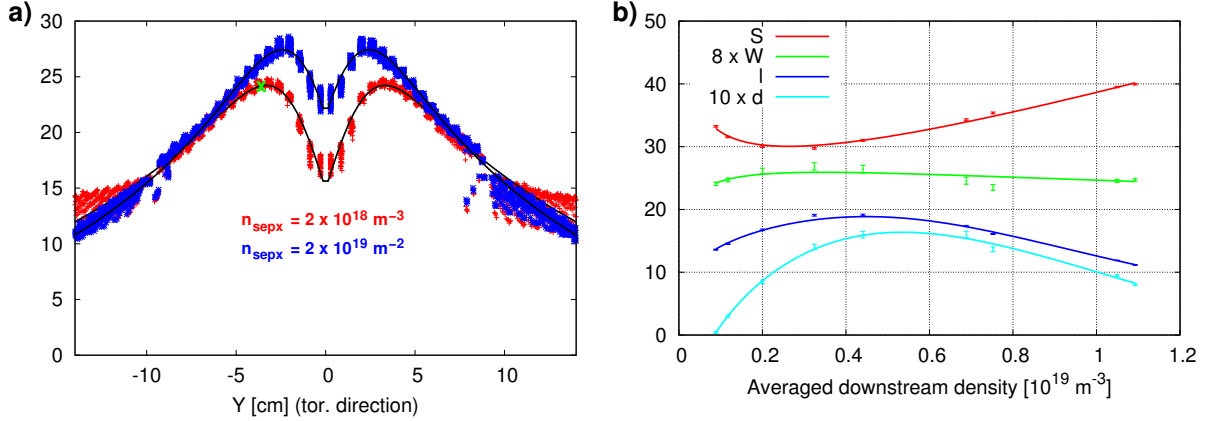 a)
30
25
20
15
10
5
0
n_sepx = 2 x 10^18 m^−3
n_sepx = 2 x 10^19 m^−2
-10 -5 0 5 10
Y [cm] (tor. direction)
b)
50
40
30
20
10
0
S
8 x W
I
10 x d
0 0.2 0.4 0.6 0.8 1 1.2
Averaged downstream density [10^19 m^-3]